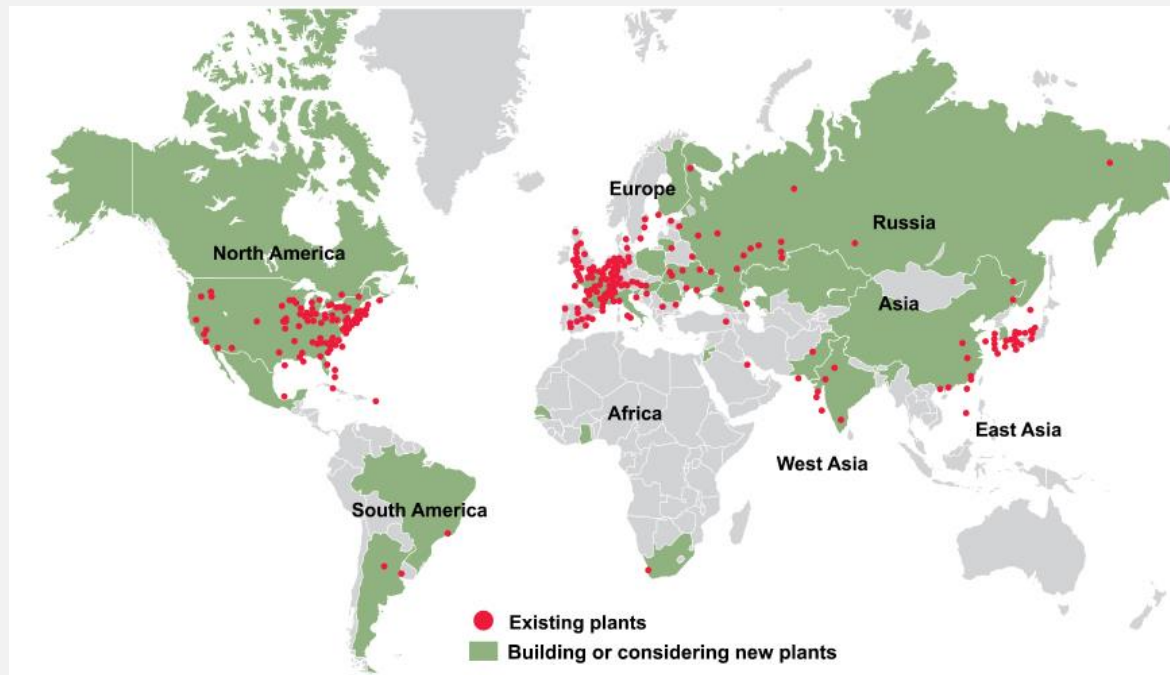 Europe
Russia
North America
Asia
Africa
East Asia
West Asia
South America
Existing plants
Building or considering new plants